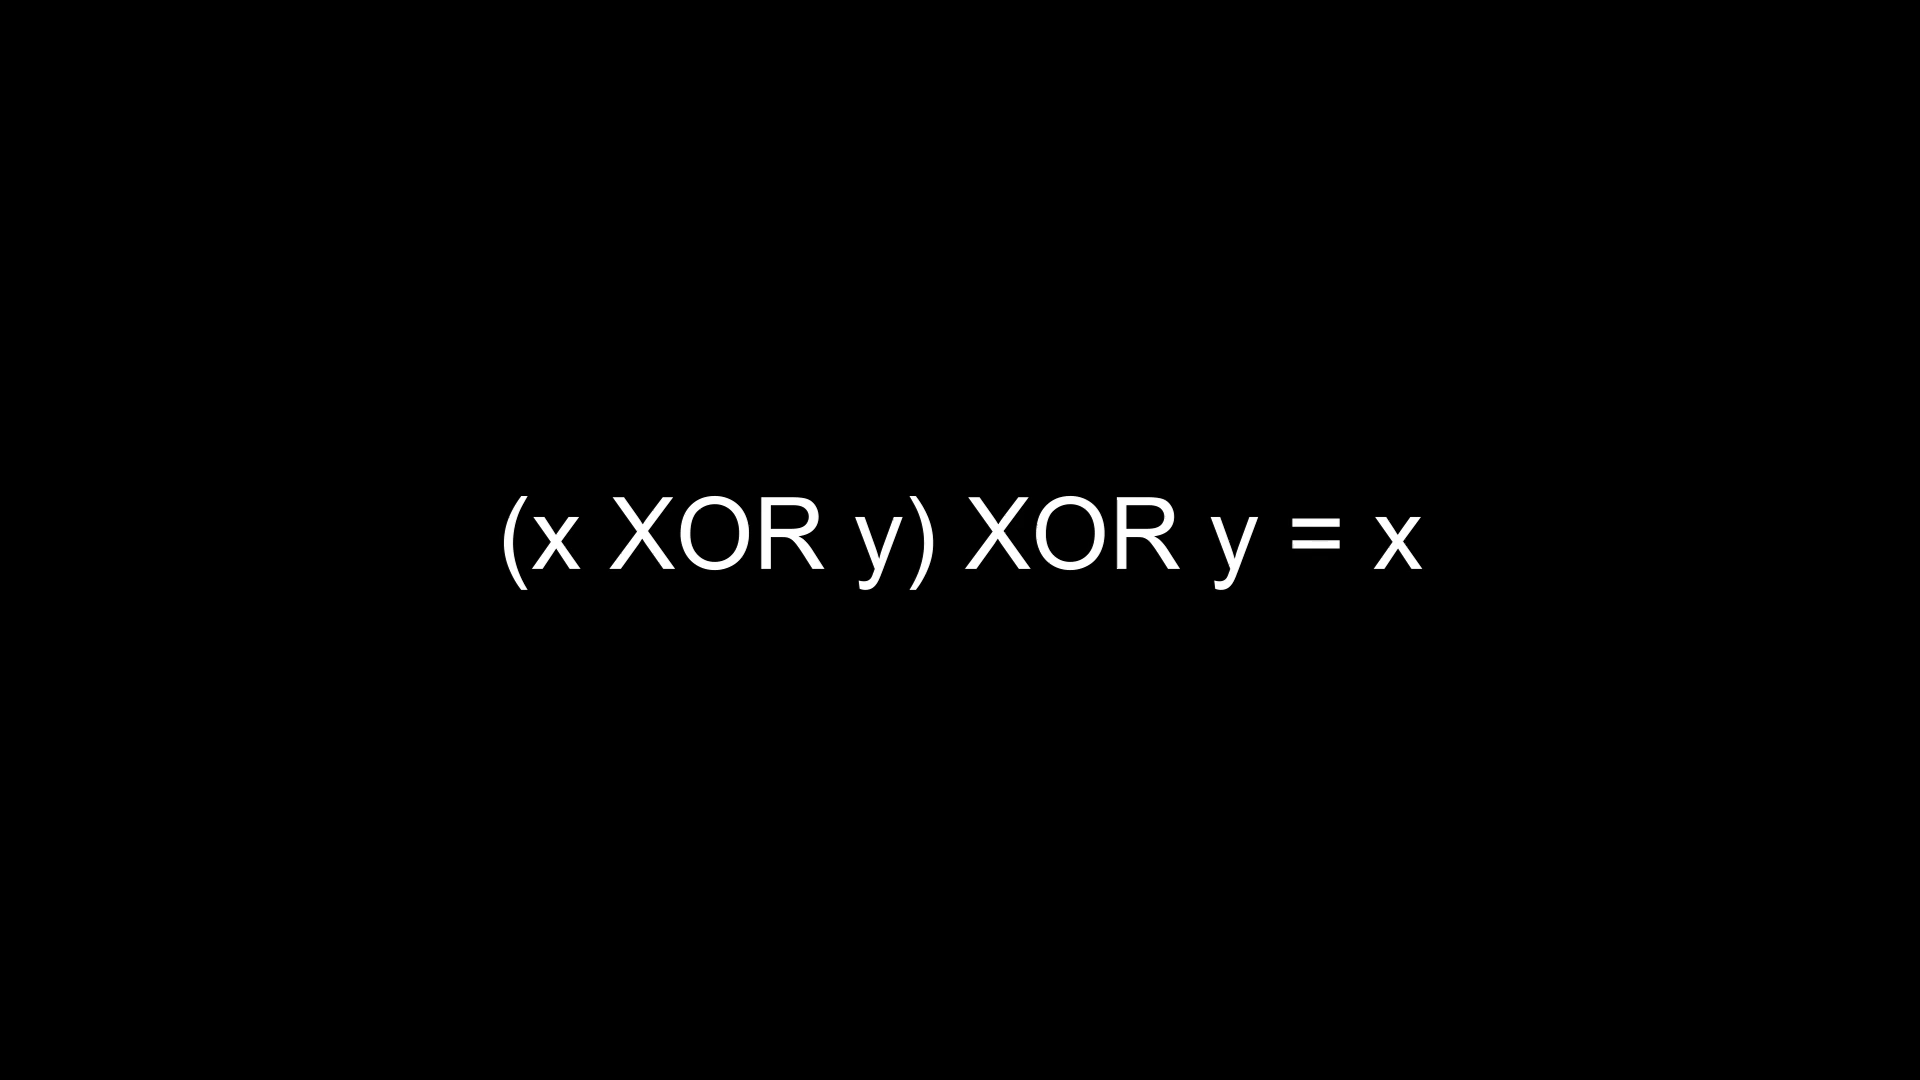 (x XOR y) XOR y = x